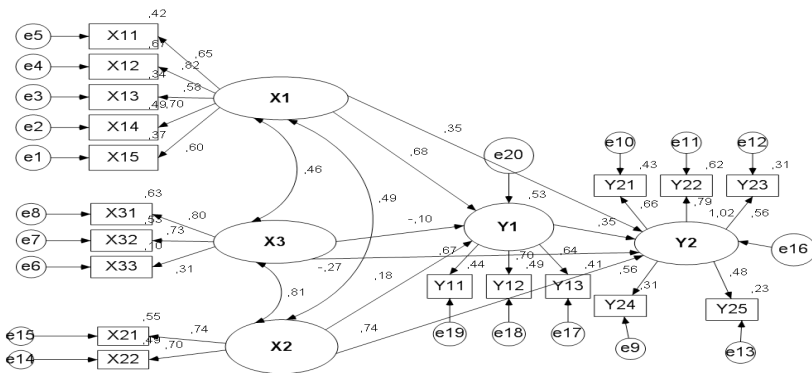 ,42
e5 X11
,67 ,65
e4 X12
,34 ,82
e3 X13 ,58
,49 ,70
e2 X14
,37
e1 X15 ,60
X1
,35
,68
,46
,49
e20
,53
e10 e11 e12
,43 ,62 ,31
Y21 Y22 Y23
,66 ,79 ,56
1,02
,63
e8 X31 ,80
,53 ,73
e7 X32
e6 X33 ,31
X3
-,10
Y1
,35
Y2
e16
-,27
,67 ,70 ,64
,44 ,49 ,41
Y11 Y12 Y13
e19 e18 e17
,56 ,48
,31 ,23
Y24 Y25
e9 e13
,81
,18
,74
,55
e15 X21 ,74
,49 ,70
e14 X22
X2